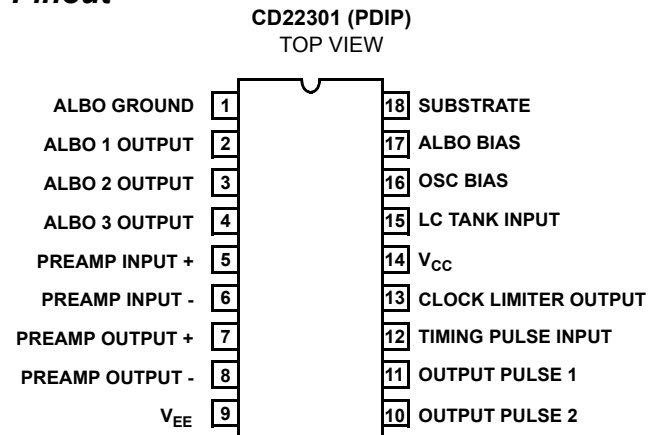 Pinout
CD22301 (PDIP)
TOP VIEW
ALBO GROUND 1 18 SUBSTRATE
ALBO 1 OUTPUT 2 17 ALBO BIAS
ALBO 2 OUTPUT 3 16 OSC BIAS
ALBO 3 OUTPUT 4 15 LC TANK INPUT
PREAMP INPUT + 5 14 VCC
PREAMP INPUT - 6 13 CLOCK LIMITER OUTPUT
PREAMP OUTPUT + 7 12 TIMING PULSE INPUT
PREAMP OUTPUT - 8 11 OUTPUT PULSE 1
VEE 9 10 OUTPUT PULSE 2